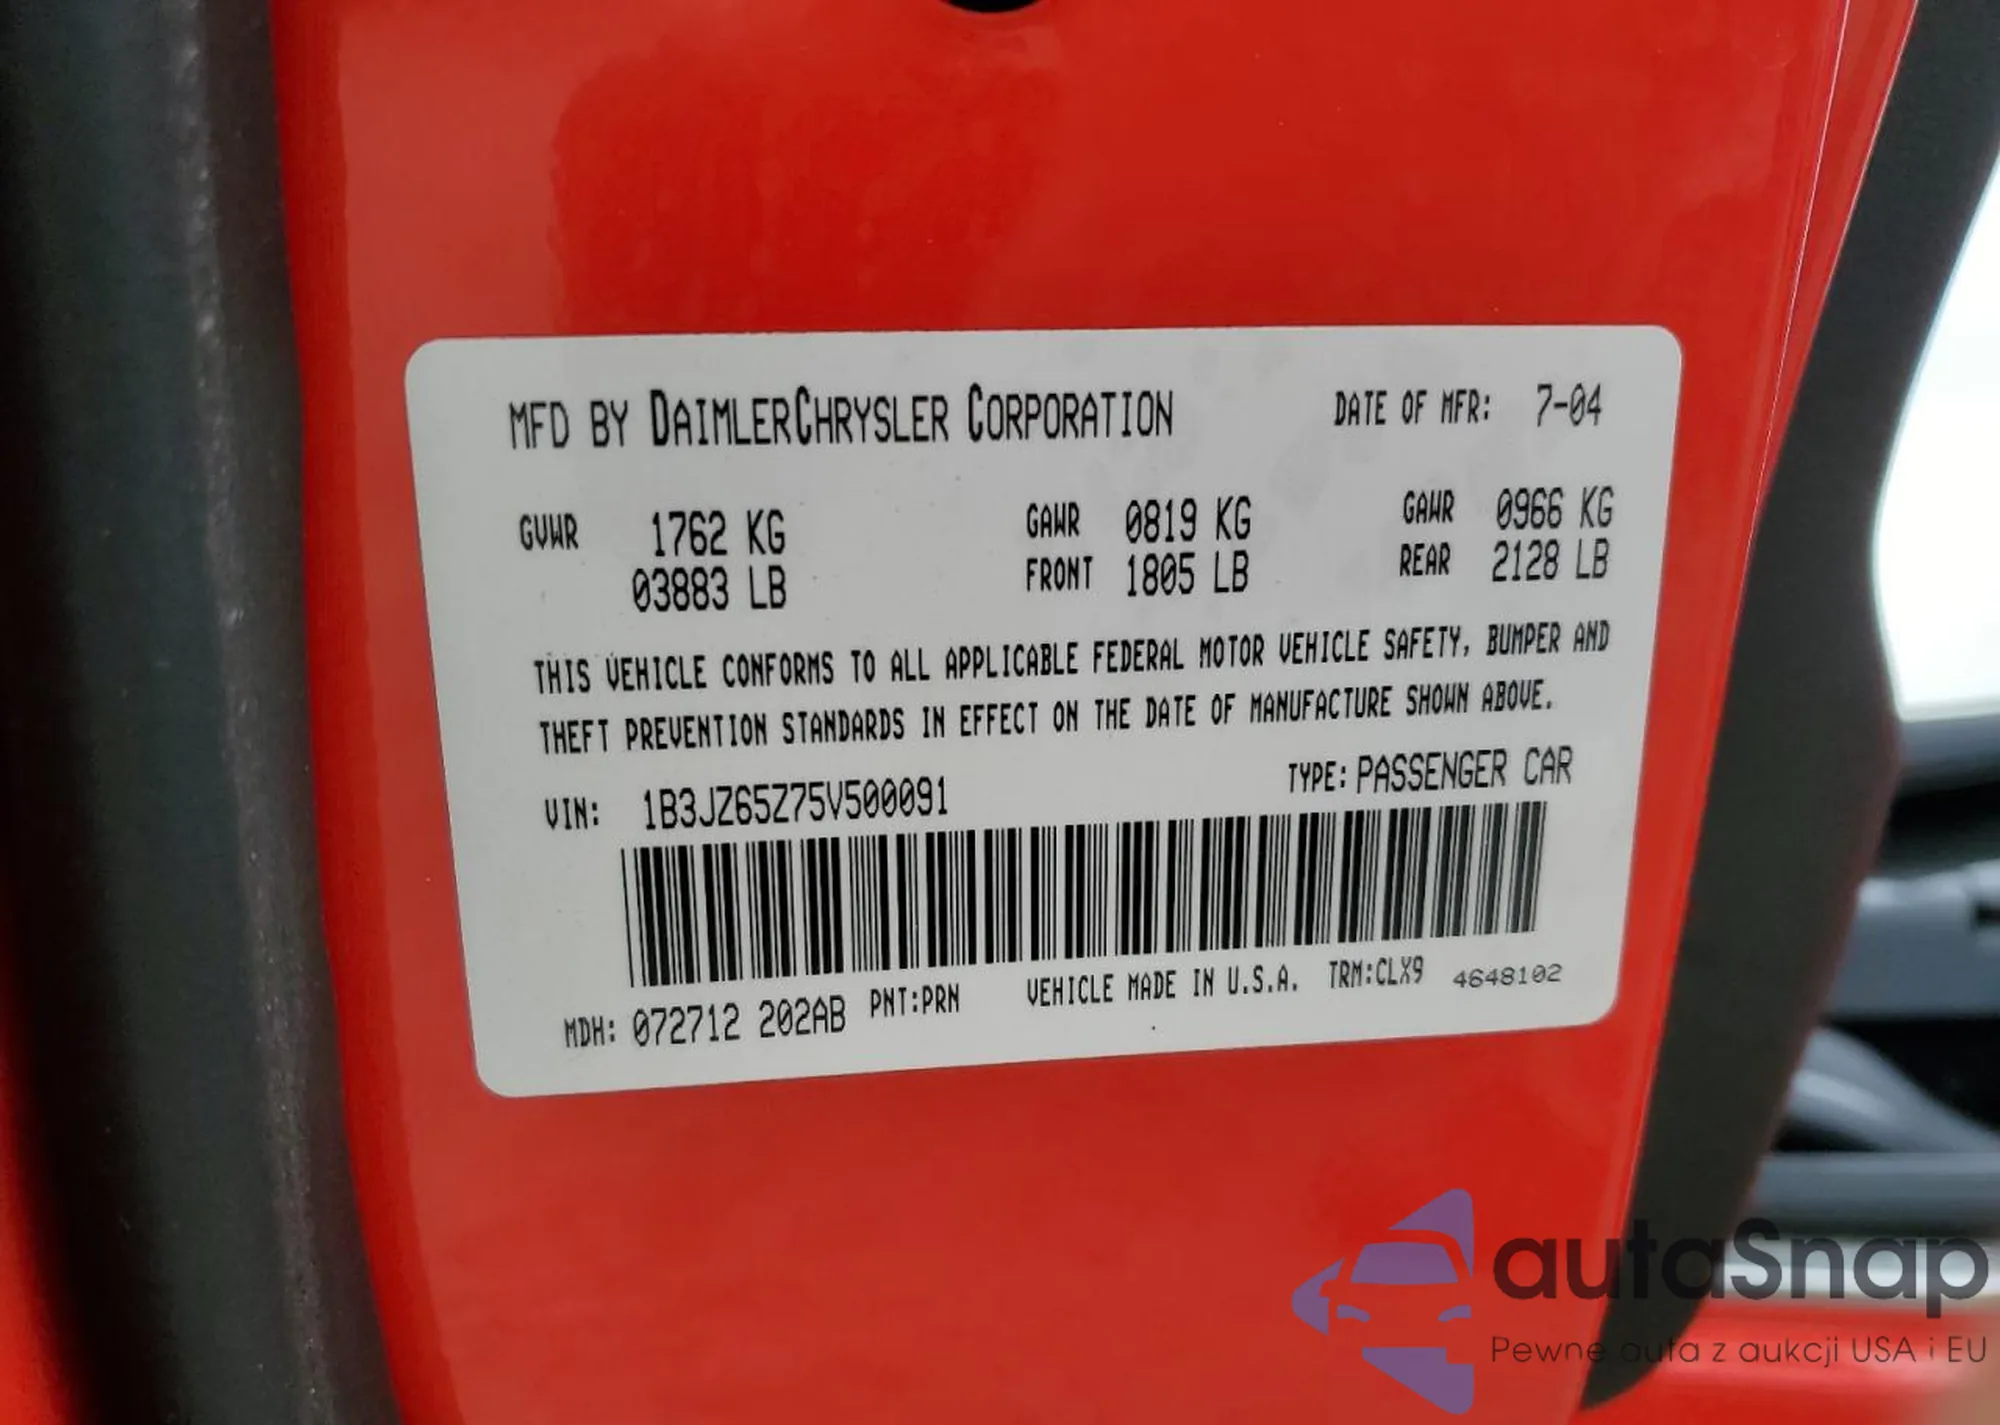 MFD BY DAIMLERCHRYSLER CORPORATION DATE OF MFR: 7-04
GVWR 1762 KG GAWR 0819 KG GAWR 0966 KG
03883 LB FRONT 1805 LB REAR 2128 LB
THIS VEHICLE CONFORMS TO ALL APPLICABLE FEDERAL MOTOR VEHICLE SAFETY, BUMPER AND
THEFT PREVENTION STANDARDS IN EFFECT ON THE DATE OF MANUFACTURE SHOWN ABOVE.
VIN: 1B3JZ65Z75V500091 TYPE: PASSENGER CAR
MDH: 072712 202AB PNT:PRN VEHICLE MADE IN U.S.A. TRM:CLX9 4648102
autaSnap
Pewne auta z aukcji USA i EU